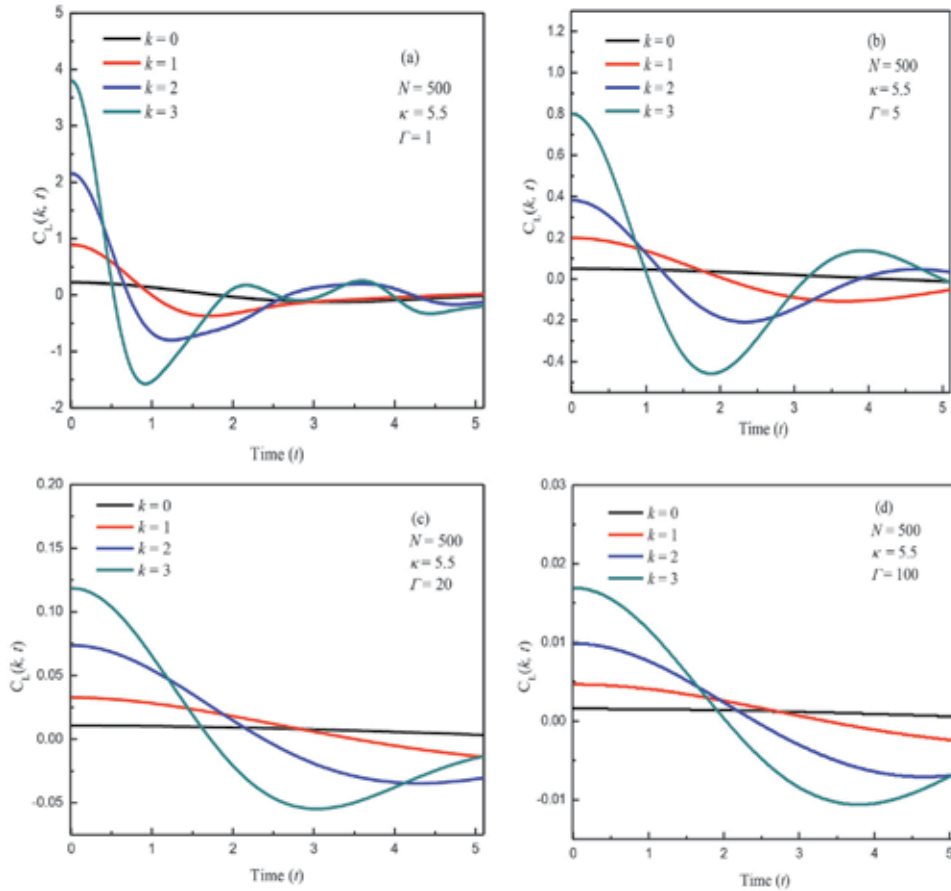 5
4
3
2
1
0
-1
-2
C_L(k, t)
k = 0
k = 1
k = 2
k = 3
(a)
N = 500
κ = 5.5
Γ = 1
0 1 2 3 4 5
Time (t)
1.2
1.0
0.8
0.6
0.4
0.2
0.0
-0.2
-0.4
C_L(k, t)
k = 0
k = 1
k = 2
k = 3
(b)
N = 500
κ = 5.5
Γ = 5
0 1 2 3 4 5
Time (t)
0.20
0.15
0.10
0.05
0.00
-0.05
C_L(k, t)
k = 0
k = 1
k = 2
k = 3
(c)
N = 500
κ = 5.5
Γ = 20
0 1 2 3 4 5
Time (t)
0.03
0.02
0.01
0.00
-0.01
C_L(k, t)
k = 0
k = 1
k = 2
k = 3
(d)
N = 500
κ = 5.5
Γ = 100
0 1 2 3 4 5
Time (t)